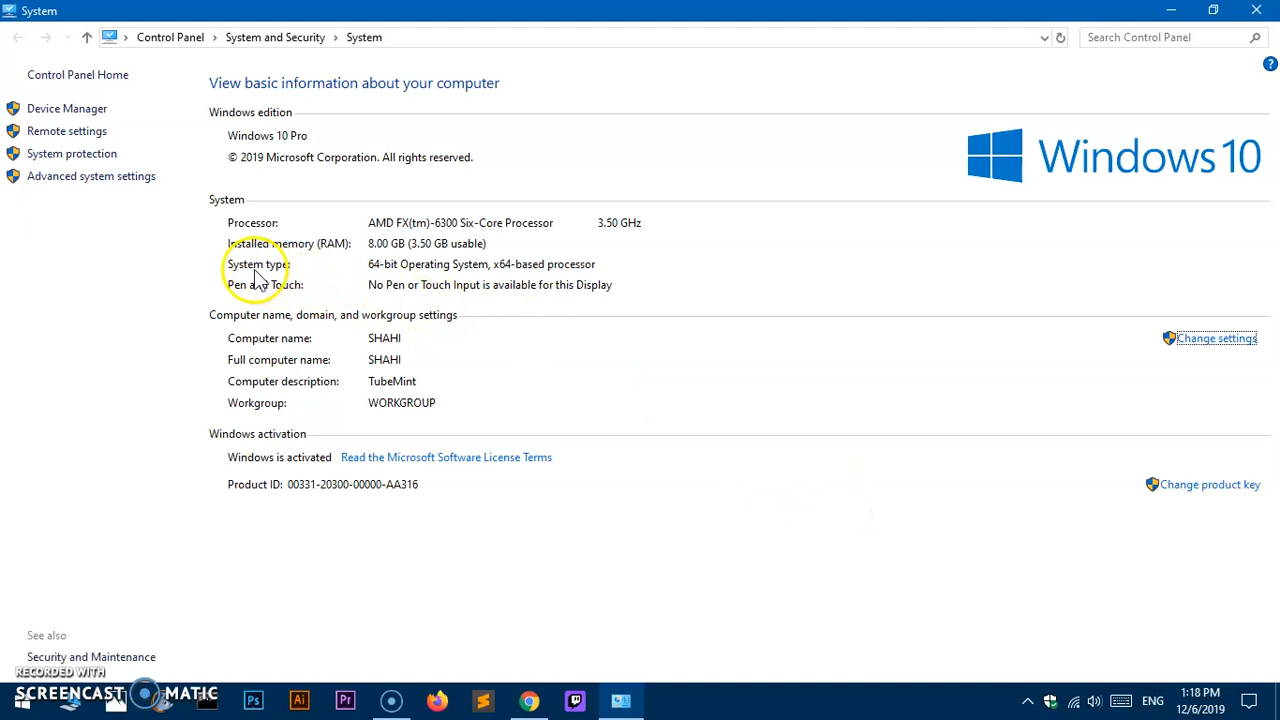 System
Control Panel > System and Security > System
Search Control Panel
Control Panel Home
Device Manager
Remote settings
System protection
Advanced system settings
View basic information about your computer
Windows edition
Windows 10 Pro
© 2019 Microsoft Corporation. All rights reserved.
Windows 10
System
Processor: AMD FX(tm)-6300 Six-Core Processor 3.50 GHz
Installed memory (RAM): 8.00 GB (3.50 GB usable)
System type: 64-bit Operating System, x64-based processor
Pen and Touch: No Pen or Touch Input is available for this Display
Computer name, domain, and workgroup settings
Computer name: SHAHI
Change settings
Full computer name: SHAHI
Computer description: TubeMint
Workgroup: WORKGROUP
Windows activation
Windows is activated Read the Microsoft Software License Terms
Product ID: 00331-20300-00000-AA316
Change product key
See also
Security and Maintenance
RECORDED WITH
SCREENCAST MATIC
Ps Ai Pr
ENG
1:18 PM
12/6/2019